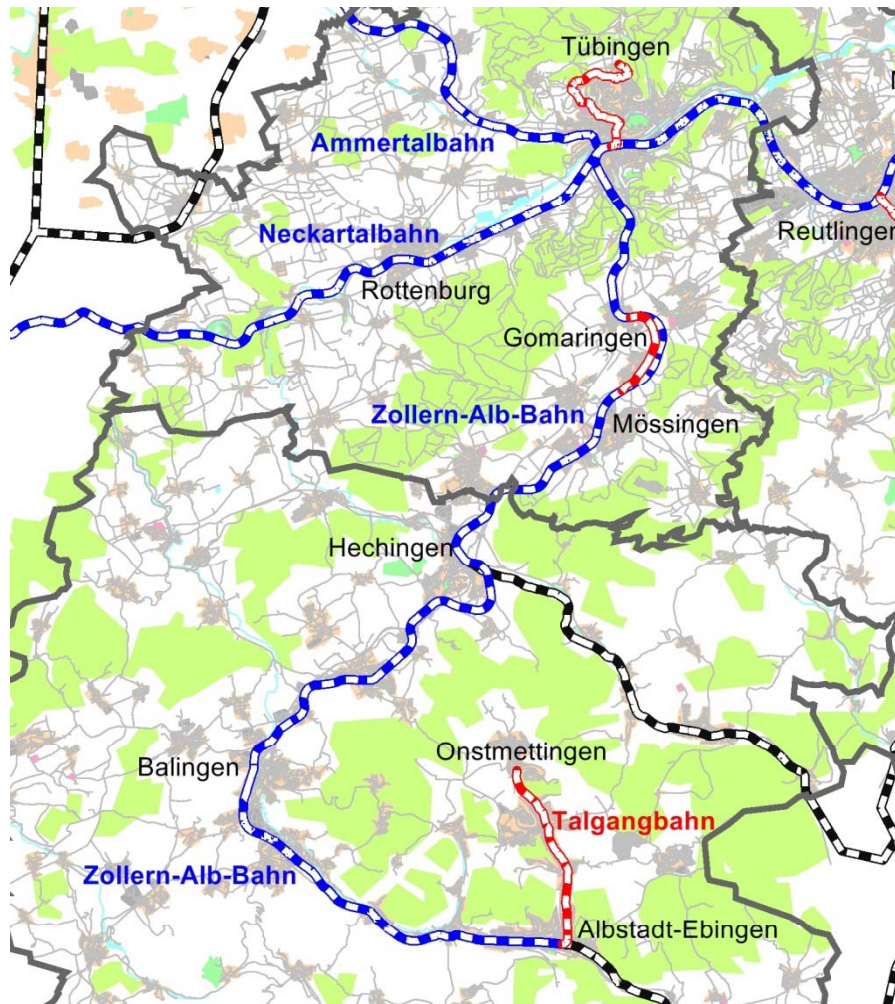 Tübingen
Ammertalbahn
Neckartalbahn
Reutlingen
Rottenburg
Gomaringen
Zollern-Alb-Bahn
Mössingen
Hechingen
Onstmettingen
Balingen
Talgangbahn
Zollern-Alb-Bahn
Albstadt-Ebingen